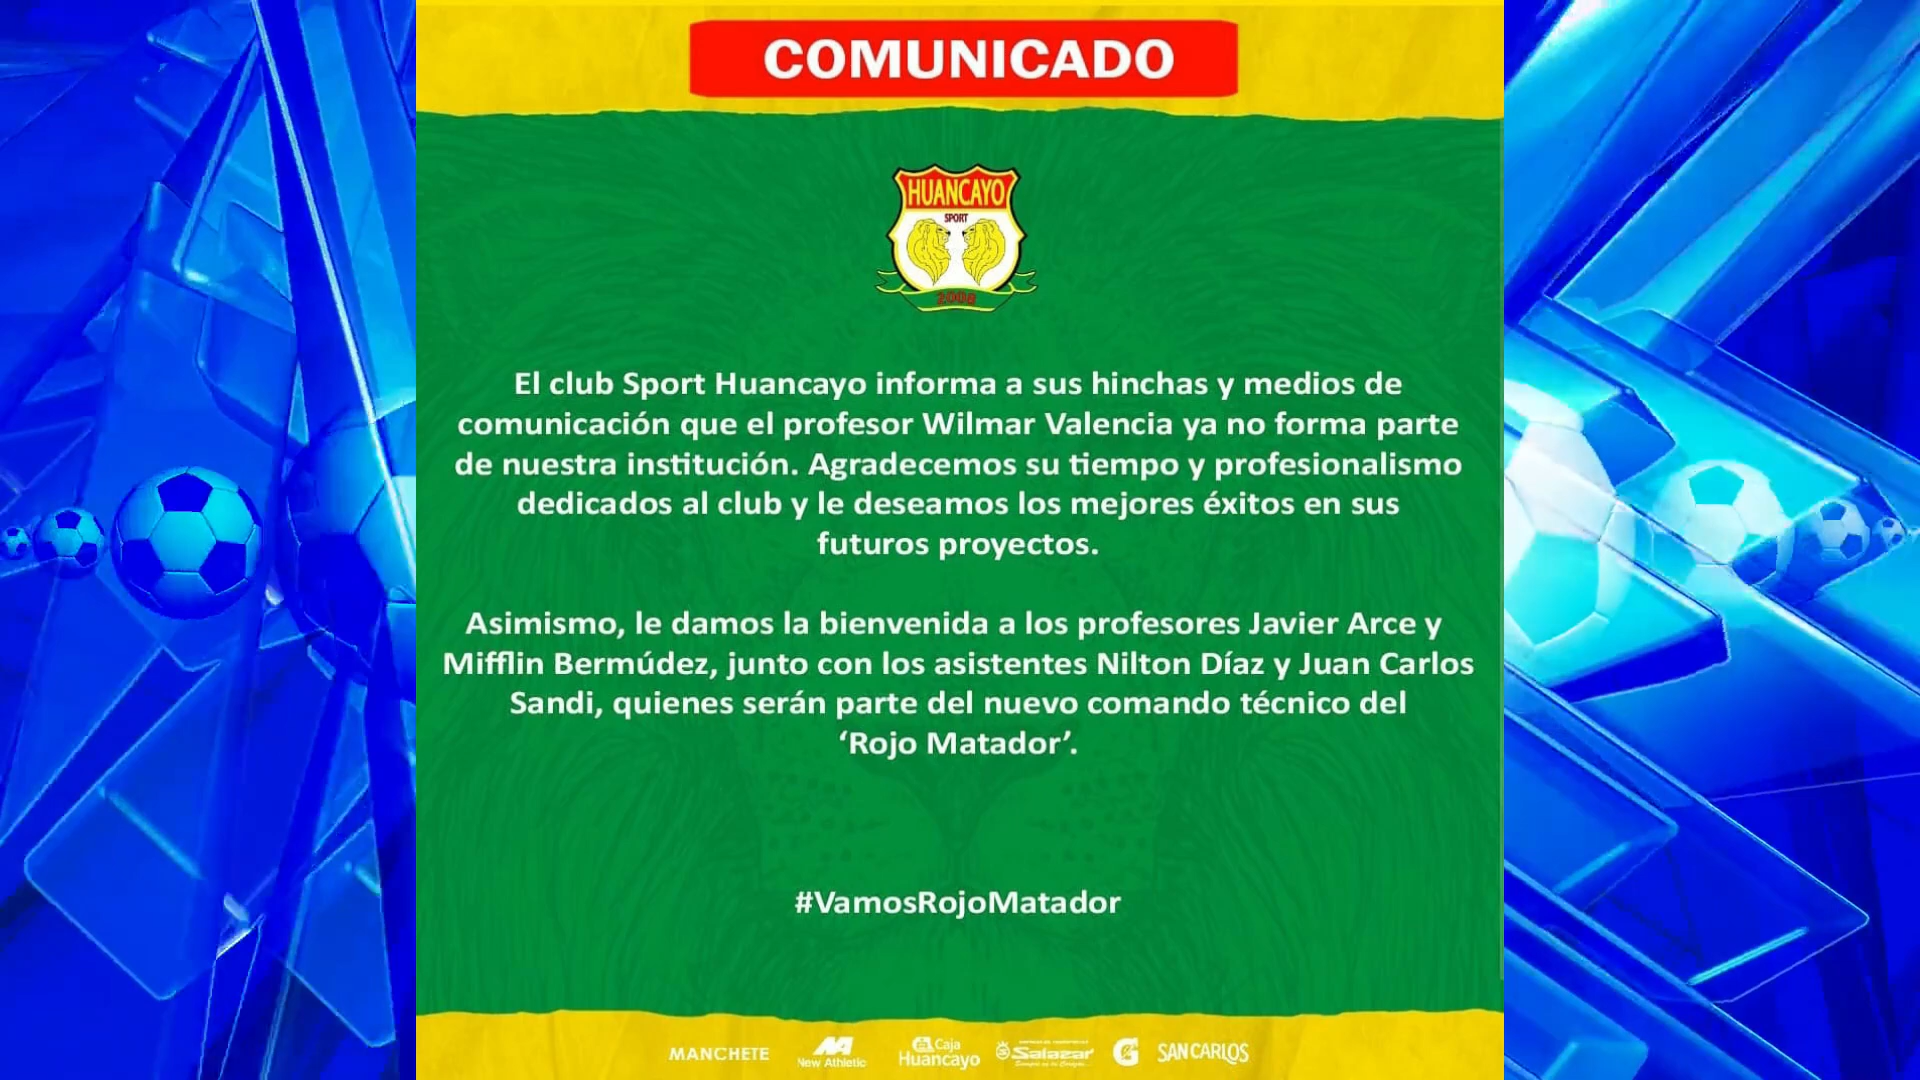 COMUNICADO
HUANCAYO
SPORT
2008
El club Sport Huancayo informa a sus hinchas y medios de
comunicación que el profesor Wilmar Valencia ya no forma parte
de nuestra institución. Agradecemos su tiempo y profesionalismo
dedicados al club y le deseamos los mejores éxitos en sus
futuros proyectos.
Asimismo, le damos la bienvenida a los profesores Javier Arce y
Mifflin Bermúdez, junto con los asistentes Nilton Díaz y Juan Carlos
Sandi, quienes serán parte del nuevo comando técnico del
‘Rojo Matador’.
#VamosRojoMatador
MANCHETE
New Athletic
Caja
Huancayo
Salazar
G
SAN CARLOS